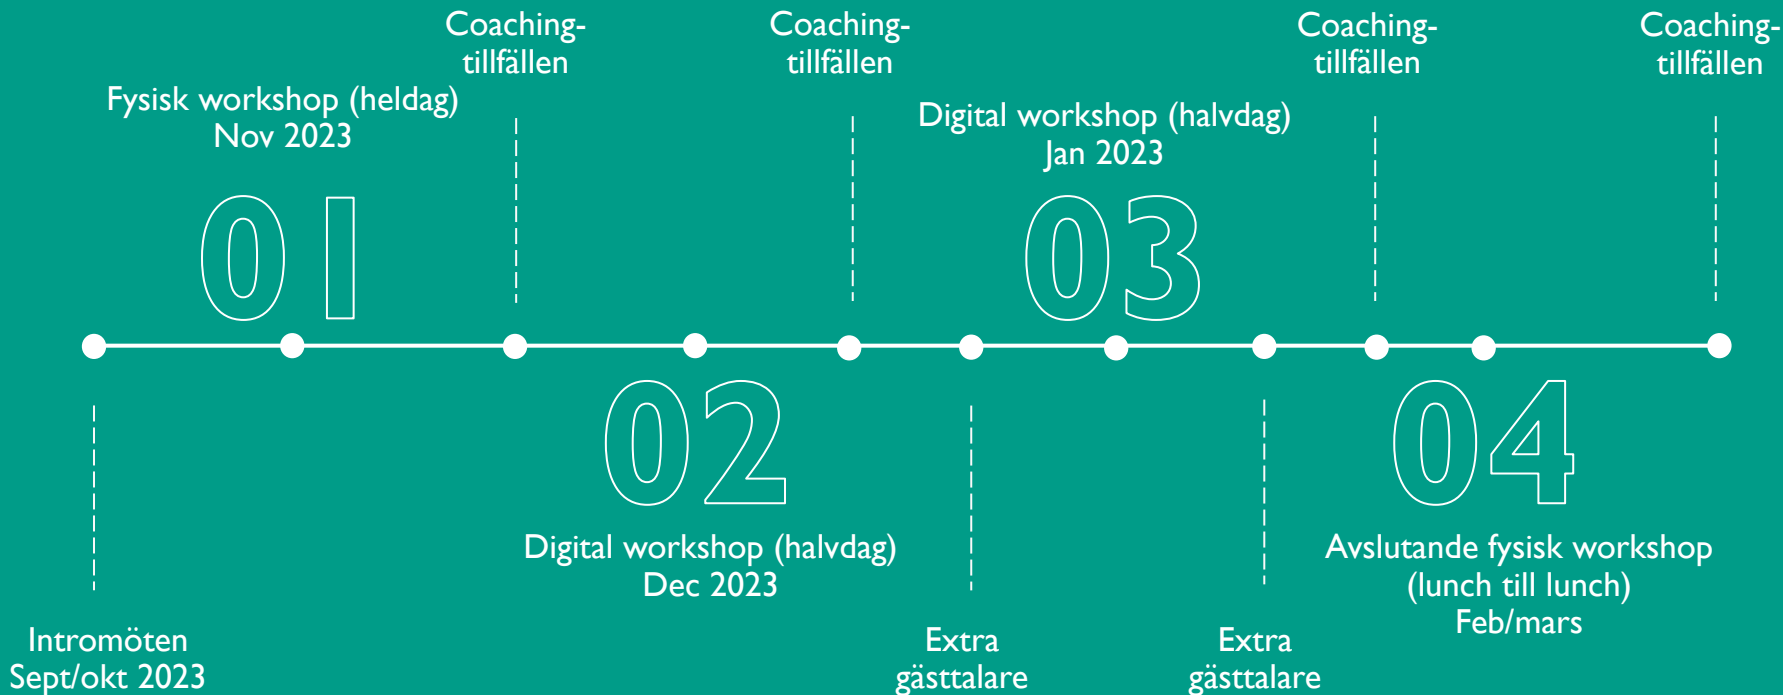 Coaching-
tillfällen
Coaching-
tillfällen
Coaching-
tillfällen
Coaching-
tillfällen
Fysisk workshop (heldag)
Nov 2023
Digital workshop (halvdag)
Jan 2023
01
03
02
04
Digital workshop (halvdag)
Dec 2023
Avslutande fysisk workshop
(lunch till lunch)
Feb/mars
Intromöten
Sept/okt 2023
Extra
gästtalare
Extra
gästtalare